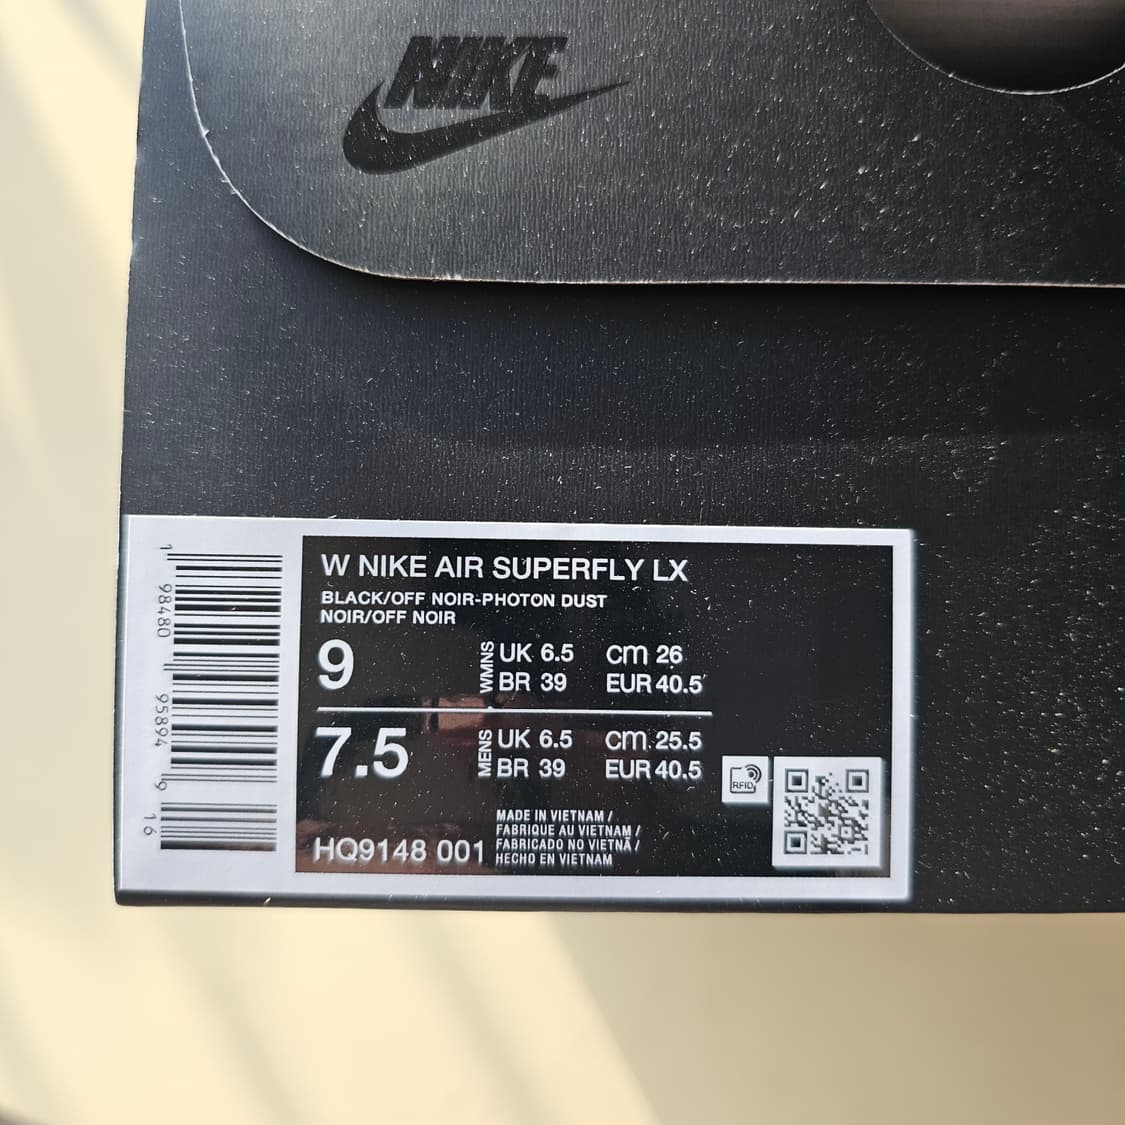 NIKE
1 98480 95894 9 16
W NIKE AIR SUPERFLY LX
BLACK/OFF NOIR-PHOTON DUST
NOIR/OFF NOIR
9 WMNS UK 6.5 cm 26
BR 39 EUR 40.5
7.5 MENS UK 6.5 cm 25.5
BR 39 EUR 40.5
RFID
MADE IN VIETNAM /
FABRIQUE AU VIETNAM /
FABRICADO NO VIETNÃ /
HECHO EN VIETNAM
HQ9148 001